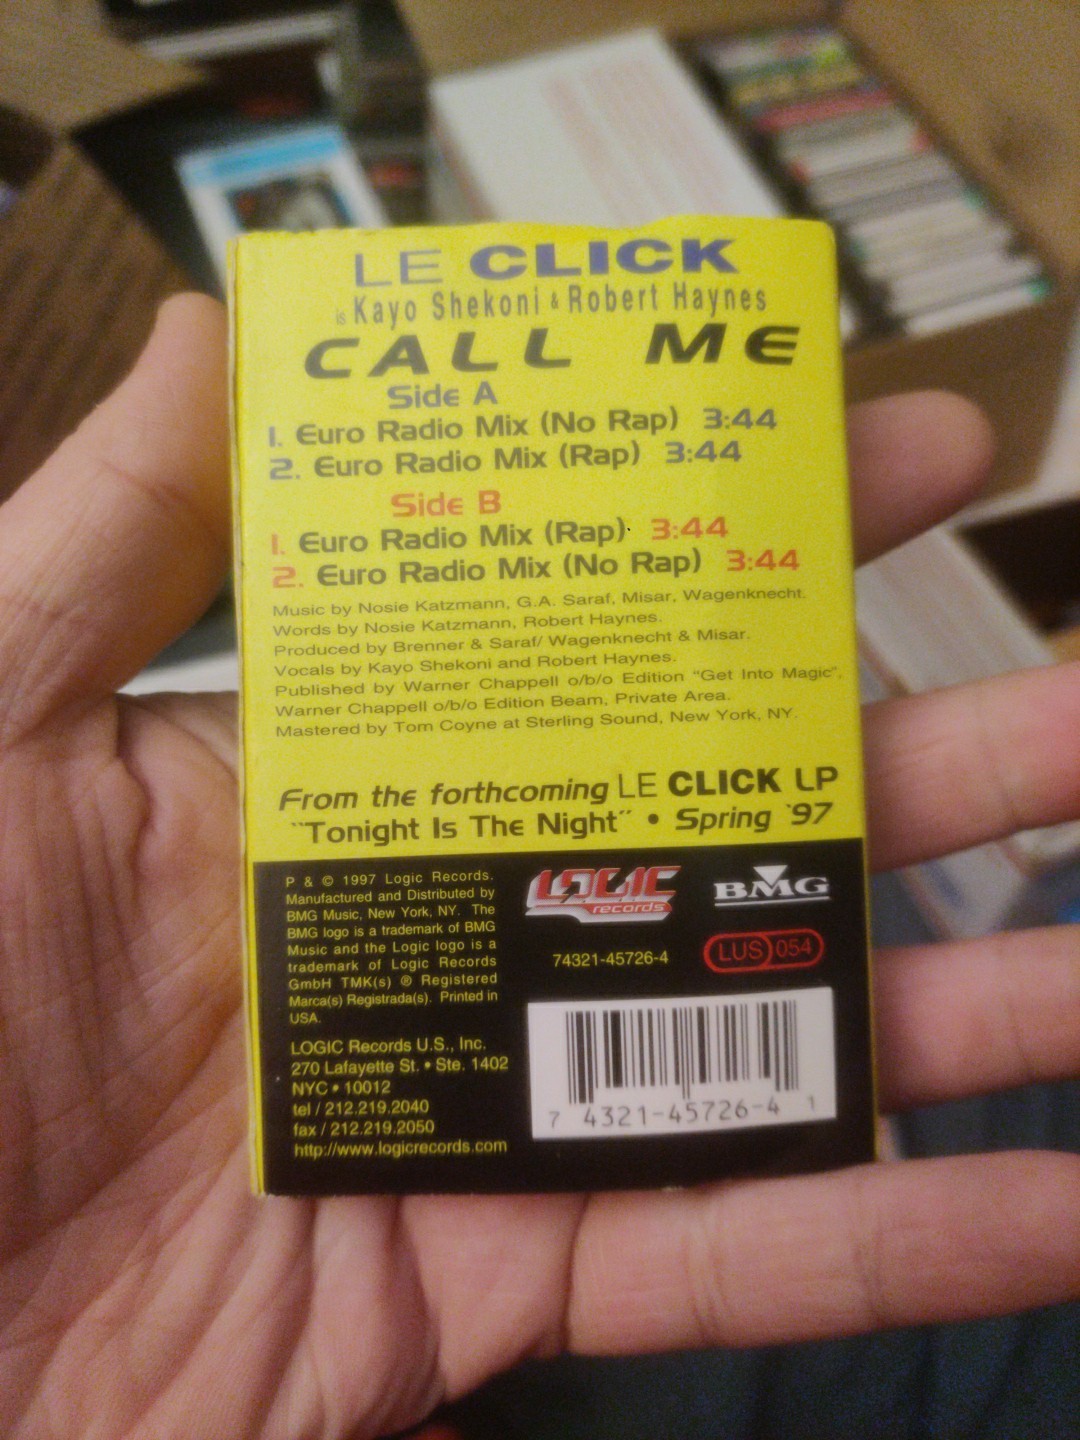 LE CLICK
is Kayo Shekoni & Robert Haynes
CALL ME
Side A
1. Euro Radio Mix (No Rap) 3:44
2. Euro Radio Mix (Rap) 3:44
Side B
1. Euro Radio Mix (Rap) 3:44
2. Euro Radio Mix (No Rap) 3:44
Music by Nosie Katzmann, G.A. Saraf, Misar, Wagenknecht.
Words by Nosie Katzmann, Robert Haynes.
Produced by Brenner & Saraf/ Wagenknecht & Misar.
Vocals by Kayo Shekoni and Robert Haynes.
Published by Warner Chappell o/b/o Edition "Get Into Magic",
Warner Chappell o/b/o Edition Beam, Private Area.
Mastered by Tom Coyne at Sterling Sound, New York, NY.
From the forthcoming LE CLICK LP
"Tonight Is The Night" • Spring '97
P & © 1997 Logic Records.
Manufactured and Distributed by
BMG Music, New York, NY. The
BMG logo is a trademark of BMG
Music and the Logic logo is a
trademark of Logic Records
GmbH TMK(s) ® Registered
Marca(s) Registrada(s). Printed in
USA.
LOGIC Records U.S., Inc.
270 Lafayette St. • Ste. 1402
NYC • 10012
tel / 212.219.2040
fax / 212.219.2050
http://www.logicrecords.com
LOGIC
records
BMG
74321-45726-4
LUS 054
7 4321-45726-4 1